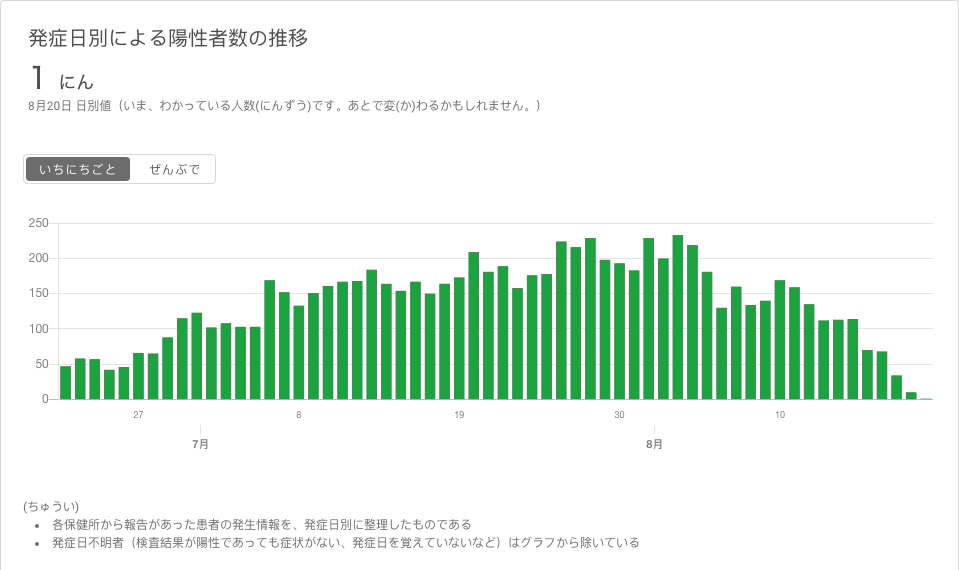 発症日別による陽性者数の推移
1 にん
8月20日 日別値（いま、わかっている人数(にんずう)です。あとで変(か)わるかもしれません。）
いちにちごと ぜんぶで
250
200
150
100
50
0
27 8 19 30 10
7月 8月
(ちゅうい)
• 各保健所から報告があった患者の発生情報を、発症日別に整理したものである
• 発症日不明者（検査結果が陽性であっても症状がない、発症日を覚えていないなど）はグラフから除いている